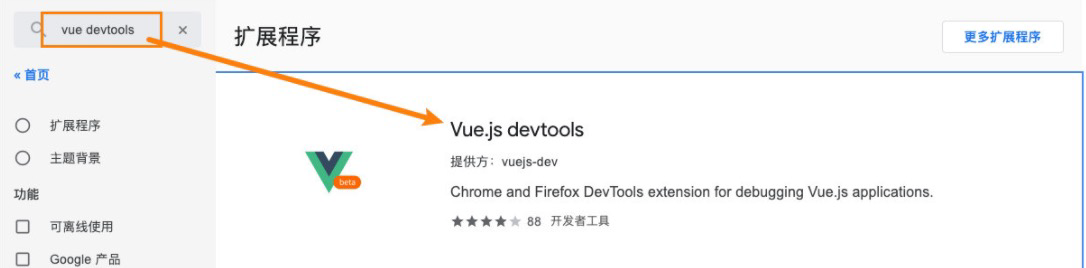 vue devtools ×
« 首页
扩展程序
主题背景
功能
可离线使用
Google 产品
扩展程序
更多扩展程序
beta
Vue.js devtools
提供方： vuejs-dev
Chrome and Firefox DevTools extension for debugging Vue.js applications.
88 开发者工具